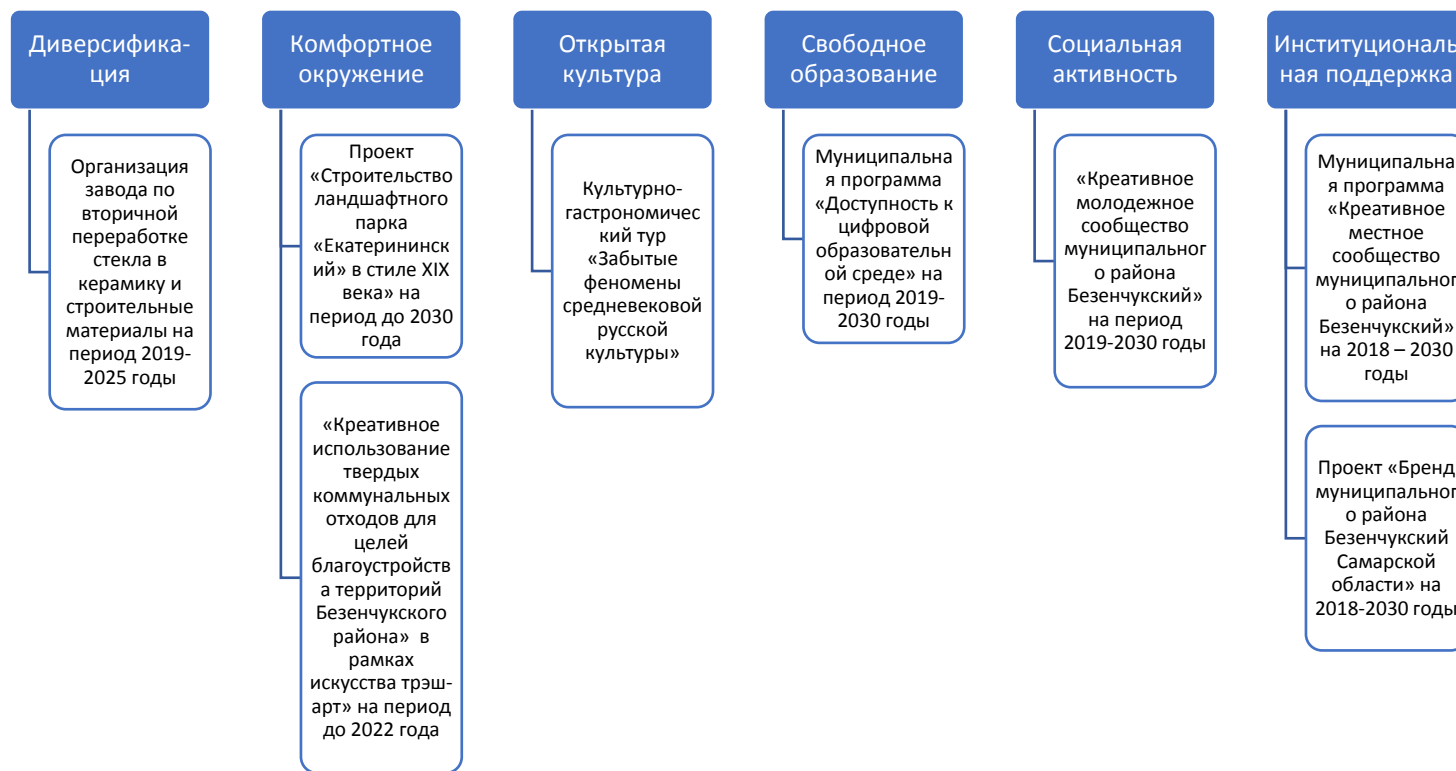 Диверсифика-
ция
Организация
завода по
вторичной
переработке
стекла в
керамику и
строительные
материалы на
период 2019-
2025 годы
Комфортное
окружение
Проект
«Строительство
ландшафтного
парка
«Екатерининск
ий» в стиле XIX
века» на
период до 2030
года
«Креативное
использование
твердых
коммунальных
отходов для
целей
благоустройств
а территорий
Безенчукского
района» в
рамках
искусства трэш-
арт» на период
до 2022 года
Открытая
культура
Культурно-
гастрономичес
кий тур
«Забытые
феномены
средневековой
русской
культуры»
Свободное
образование
Муниципальна
я программа
«Доступность к
цифровой
образовательн
ой среде» на
период 2019-
2030 годы
Социальная
активность
«Креативное
молодежное
сообщество
муниципальног
о района
Безенчукский»
на период
2019-2030 годы
Институциональ
ная поддержка
Муниципальна
я программа
«Креативное
местное
сообщество
муниципальног
о района
Безенчукский»
на 2018 – 2030
годы
Проект «Бренд
муниципальног
о района
Безенчукский
Самарской
области» на
2018-2030 годы